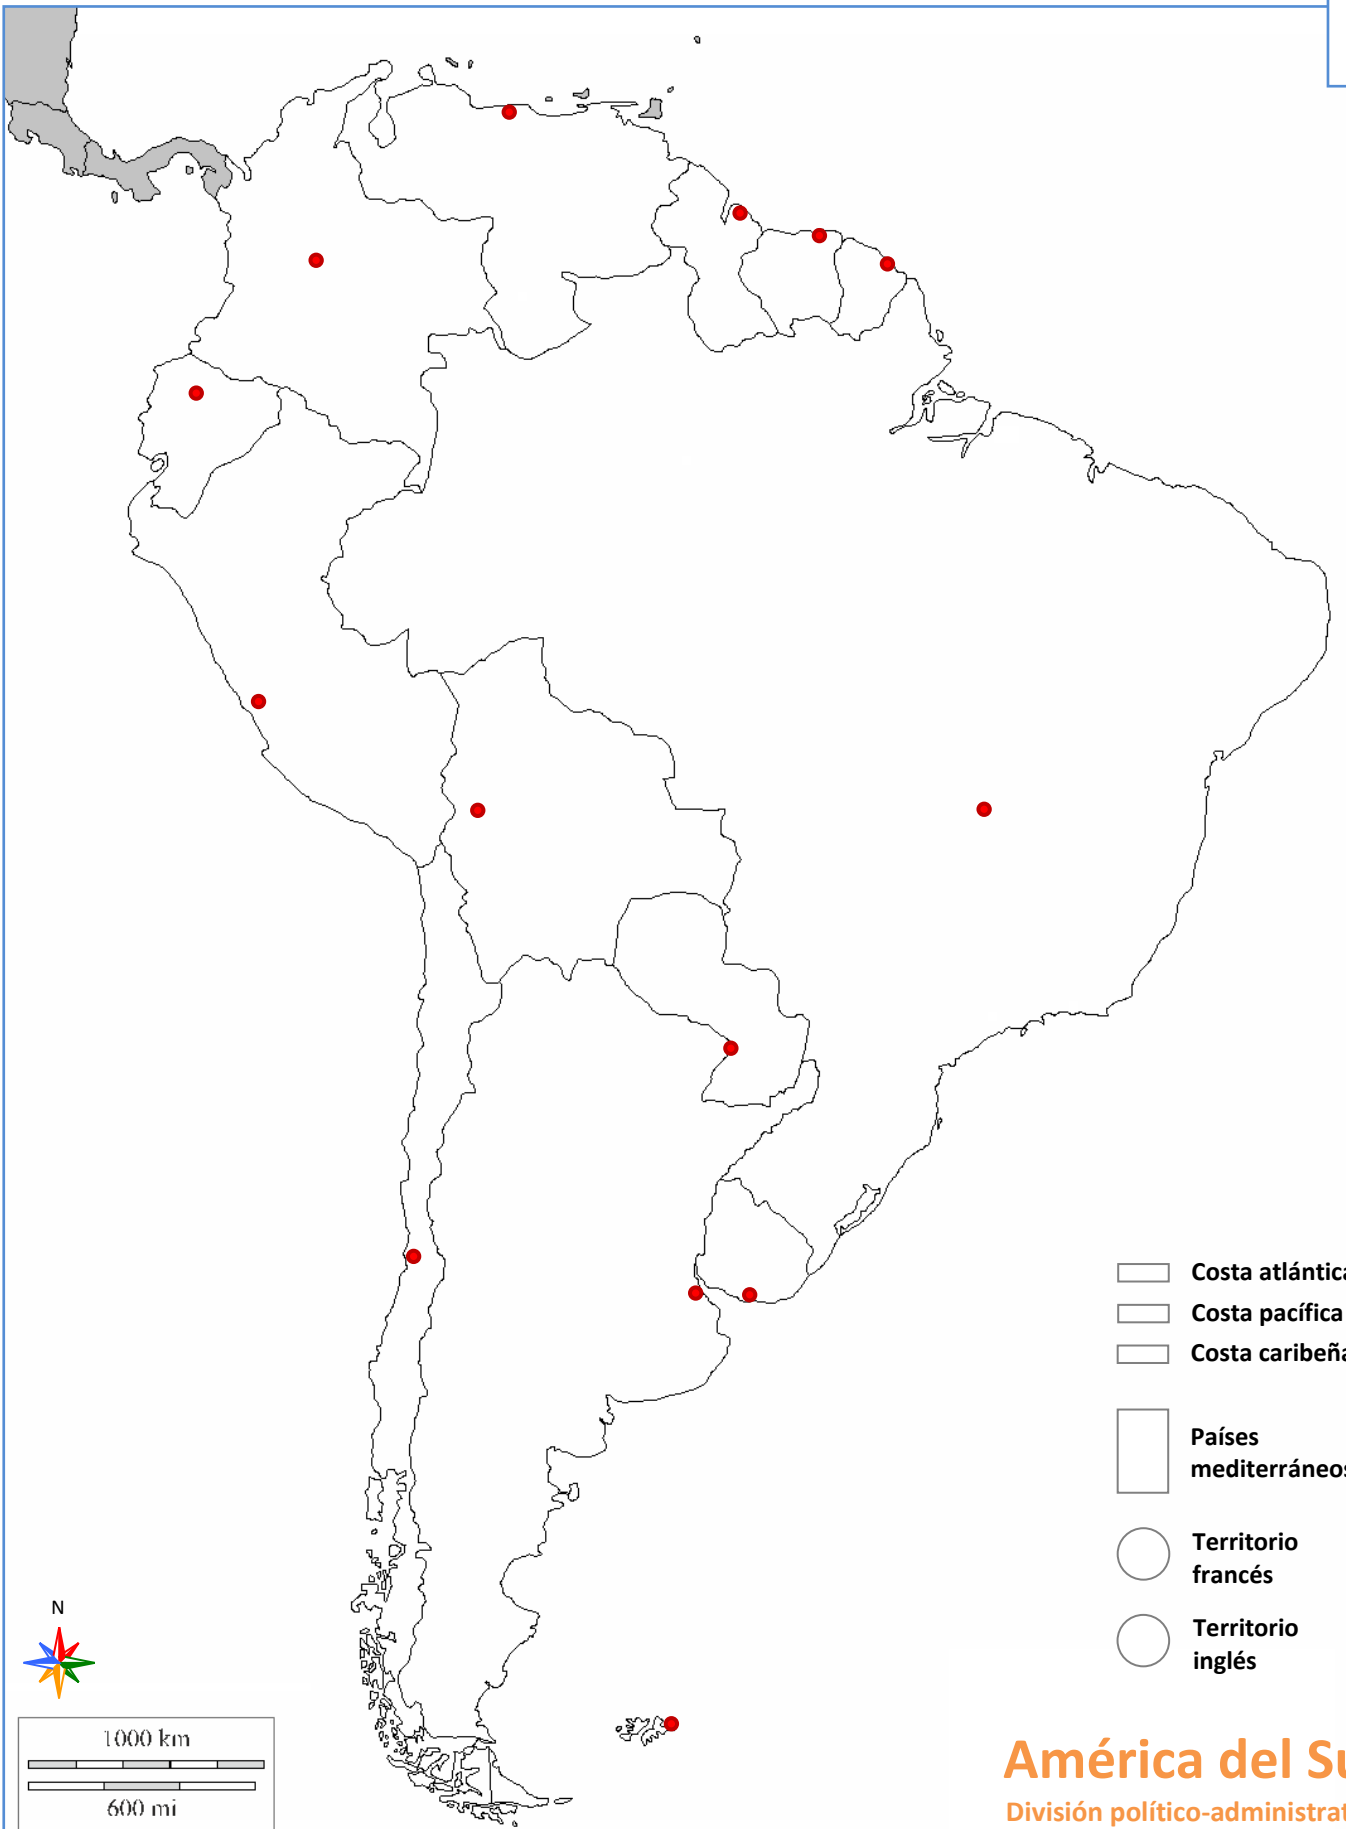 Costa atlántica
Costa pacífica
Costa caribeña
Países
mediterráneos
Territorio
francés
Territorio
inglés
N
1000 km
600 mi
América del Su
División político-administrat